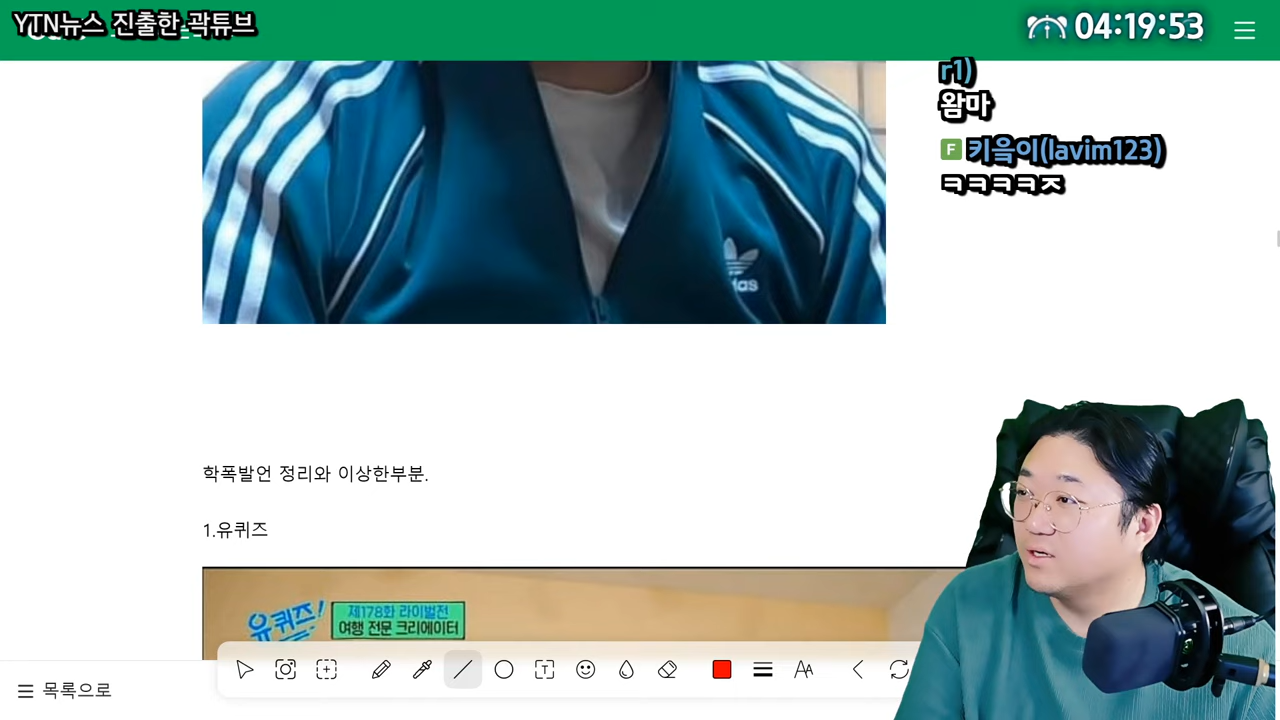 YTN뉴스 진출한 곽튜브
04:19:53
r1)
왐마
F 키읔이(lavim123)
ㅋㅋㅋㅋㅈ
das
학폭발언 정리와 이상한부분.
1.유퀴즈
유퀴즈!
제178화 라이벌전
여행 전문 크리에이터
목록으로